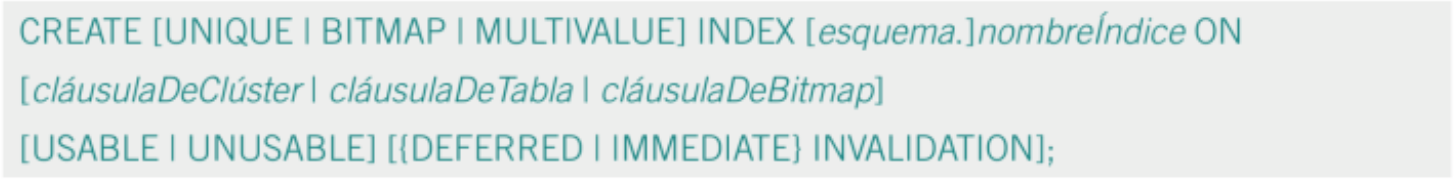 CREATE [UNIQUE | BITMAP | MULTIVALUE] INDEX [esquema.]nombreÍndice ON
[cláusulaDeClúster | cláusulaDeTabla | cláusulaDeBitmap]
[USABLE | UNUSABLE] [{DEFERRED | IMMEDIATE} INVALIDATION];